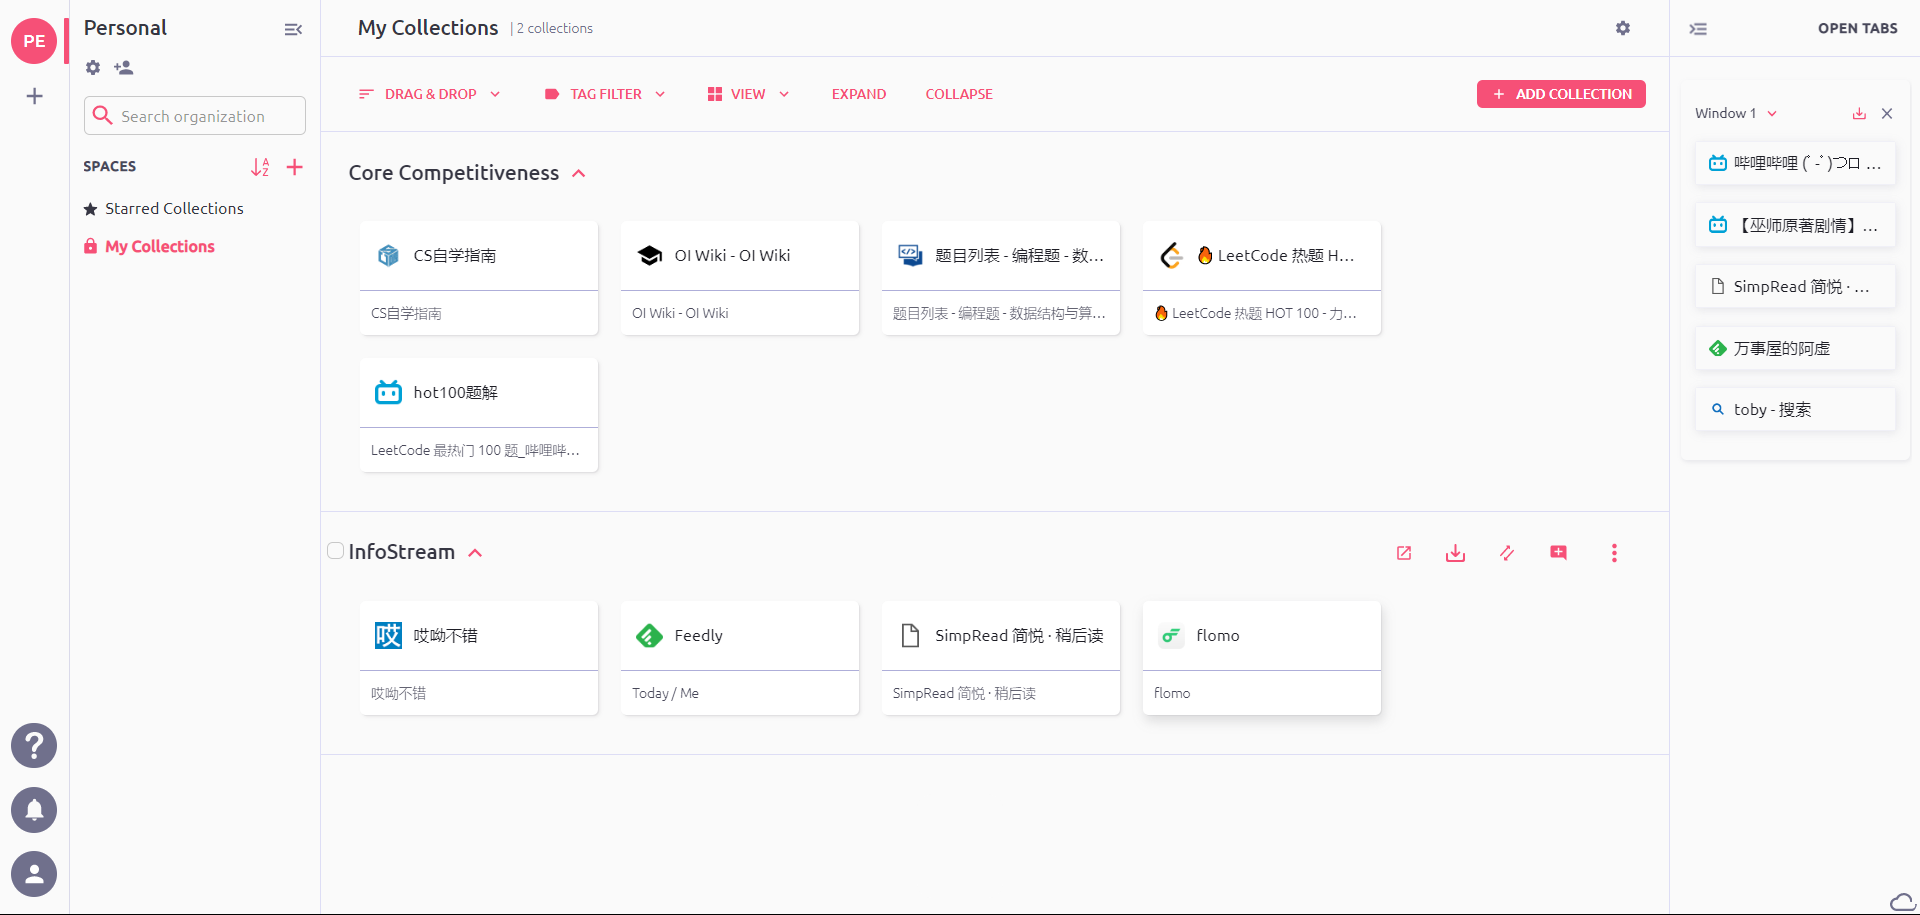 PE
Personal
Search organization
SPACES
Starred Collections
My Collections
My Collections | 2 collections
DRAG & DROP
TAG FILTER
VIEW
EXPAND
COLLAPSE
ADD COLLECTION
Core Competitiveness
CS自学指南
CS自学指南
OI Wiki - OI Wiki
OI Wiki - OI Wiki
题目列表 - 编程题 - 数...
题目列表 - 编程题 - 数据结构与算...
🔥 LeetCode 热题 H...
🔥 LeetCode 热题 HOT 100 - 力...
hot100题解
LeetCode 最热门 100 题_哔哩哔...
InfoStream
哎
哎呦不错
哎呦不错
Feedly
Today / Me
SimpRead 简悦 · 稍后读
SimpRead 简悦 · 稍后读
flomo
flomo
OPEN TABS
Window 1
哔哩哔哩 (゜-゜)つロ ...
【巫师原著剧情】...
SimpRead 简悦 · ...
万事屋的阿虚
toby - 搜索